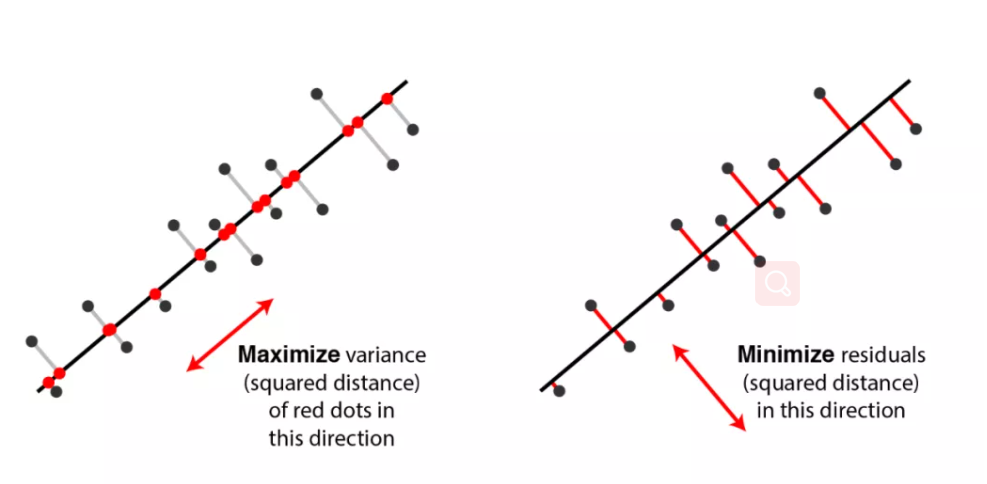 Maximize variance
(squared distance)
of red dots in
this direction
Minimize residuals
(squared distance)
in this direction